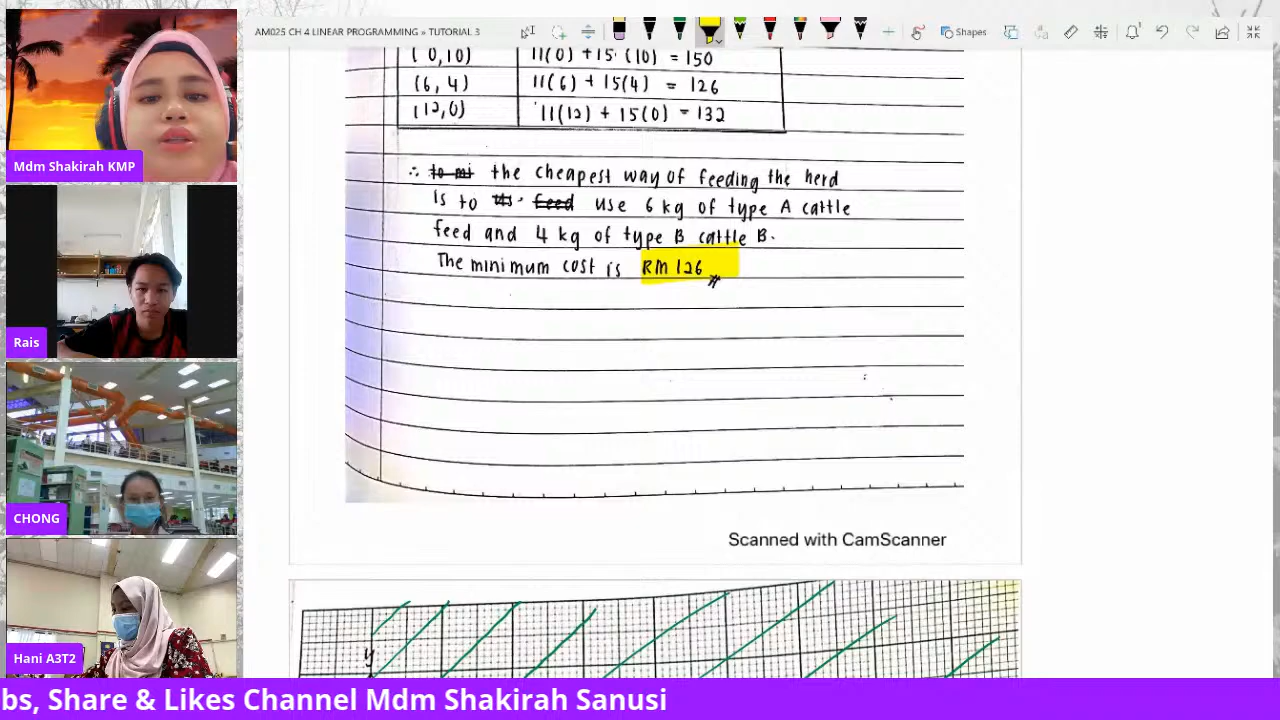 AM025 CH 4 LINEAR PROGRAMMING » TUTORIAL 3
Shapes
(0,10) 11(0) + 15(10) = 150
(6, 4) 11(6) + 15(4) = 126
(12,0) 11(12) + 15(0) = 132
∴ to mi the cheapest way of feeding the herd
is to feed use 6 kg of type A cattle
feed and 4 kg of type B cattle B.
The minimum cost is RM 126
Scanned with CamScanner
y
Mdm Shakirah KMP
Rais
CHONG
Hani A3T2
bs, Share & Likes Channel Mdm Shakirah Sanusi